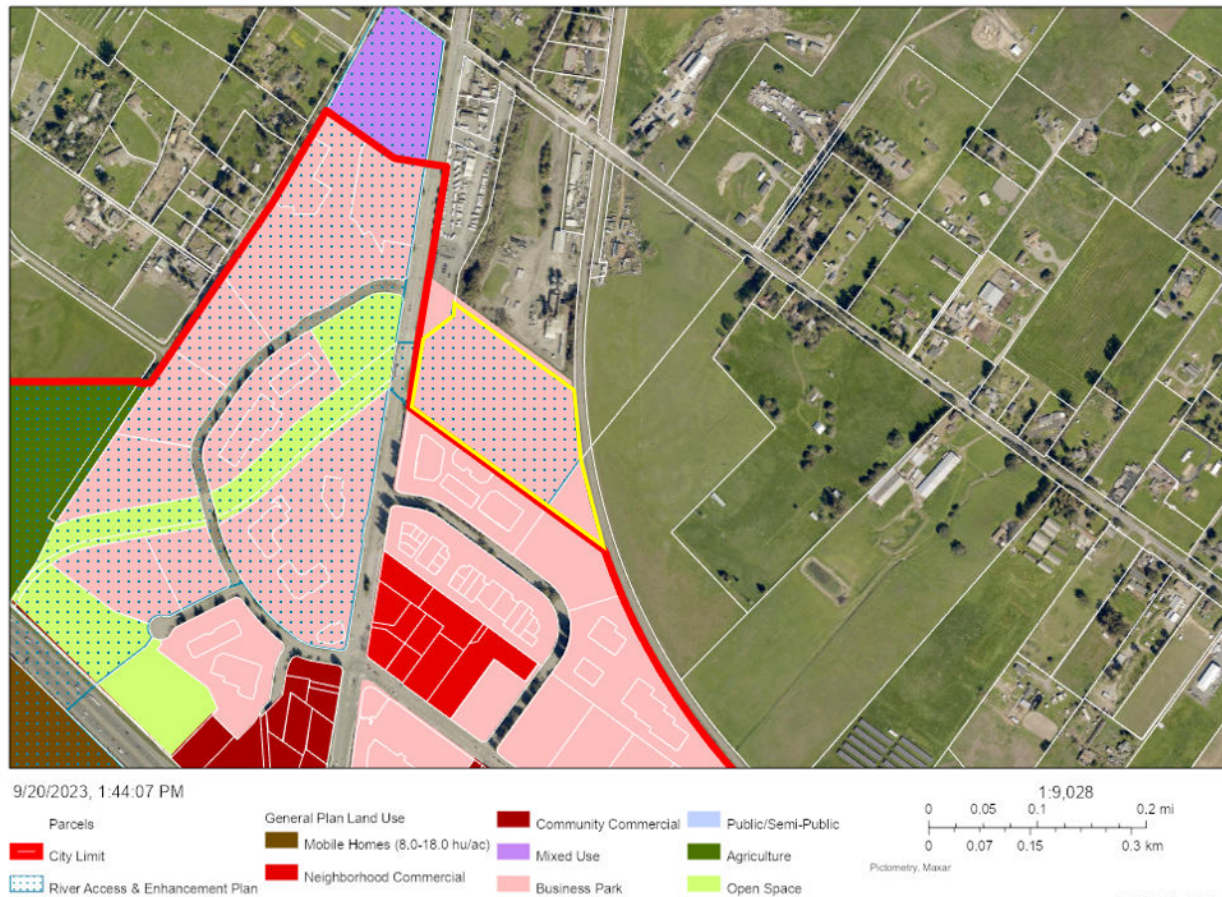 9/20/2023, 1:44:07 PM
Parcels
City Limit
River Access & Enhancement Plan
General Plan Land Use
Mobile Homes (8.0-18.0 hu/ac)
Neighborhood Commercial
Community Commercial
Mixed Use
Business Park
Public/Semi-Public
Agriculture
Open Space
1:9,028
0 0.05 0.1 0.2 mi
0 0.07 0.15 0.3 km
Pictometry, Maxar